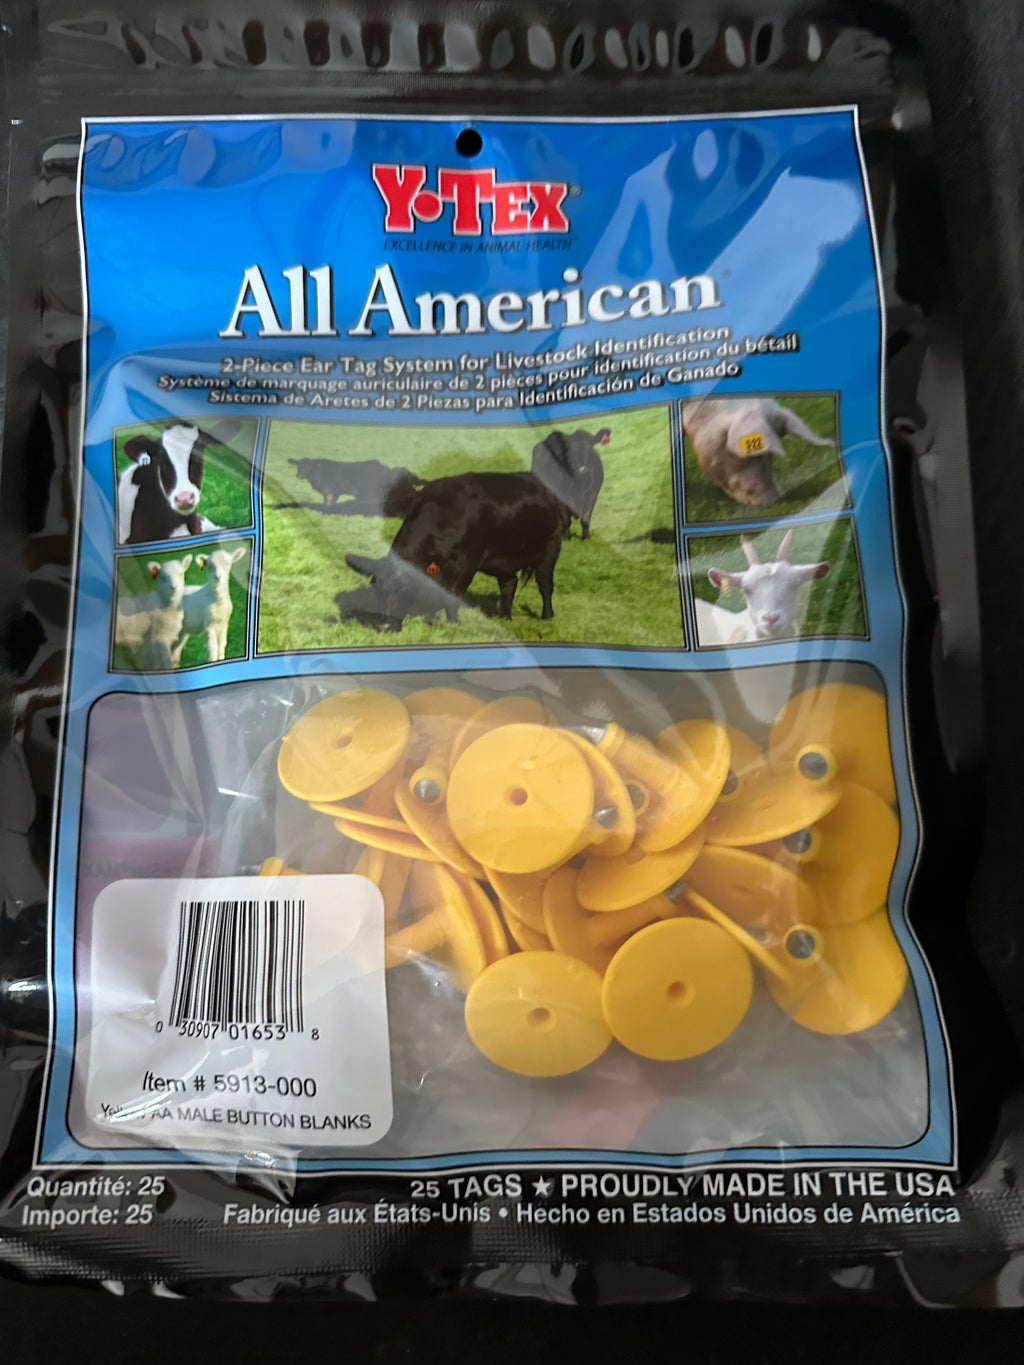 Y-TEX®
EXCELLENCE IN ANIMAL HEALTH™
All American®
2-Piece Ear Tag System for Livestock Identification
Système de marquage auriculaire de 2 pièces pour identification du bétail
Sistema de Aretes de 2 Piezas para Identificación de Ganado
322
0 30907 01653 8
Item # 5913-000
Yellow AA MALE BUTTON BLANKS
Quantité: 25
Importe: 25
25 TAGS ★ PROUDLY MADE IN THE USA
Fabriqué aux États-Unis • Hecho en Estados Unidos de América